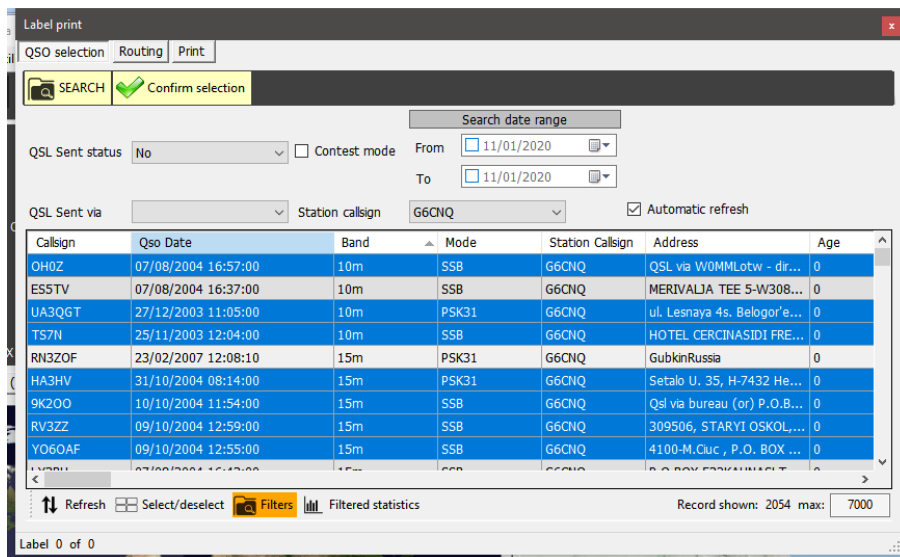 Label print
QSO selection Routing Print
SEARCH Confirm selection
Search date range
QSL Sent status No Contest mode From 11/01/2020
To 11/01/2020
QSL Sent via Station callsign G6CNQ Automatic refresh
Callsign Qso Date Band Mode Station Callsign Address Age
OH0Z 07/08/2004 16:57:00 10m SSB G6CNQ QSL via W0MMLotw - dir... 0
ES5TV 07/08/2004 16:37:00 10m SSB G6CNQ MERIVALJA TEE 5-W308... 0
UA3QGT 27/12/2003 11:05:00 10m PSK31 G6CNQ ul. Lesnaya 4s. Belogor'e... 0
TS7N 25/11/2003 12:04:00 10m SSB G6CNQ HOTEL CERCINASIDI FRE... 0
RN3ZOF 23/02/2007 12:08:10 15m PSK31 G6CNQ GubkinRussia 0
HA3HV 31/10/2004 08:14:00 15m PSK31 G6CNQ Setalo U. 35, H-7432 He... 0
9K2OO 10/10/2004 11:54:00 15m SSB G6CNQ Qsl via bureau (or) P.O.B... 0
RV3ZZ 09/10/2004 12:59:00 15m SSB G6CNQ 309506, STARYI OSKOL,... 0
YO6OAF 09/10/2004 12:55:00 15m SSB G6CNQ 4100-M.Ciuc , P.O. BOX ... 0
Refresh Select/deselect Filters Filtered statistics Record shown: 2054 max: 7000
Label 0 of 0